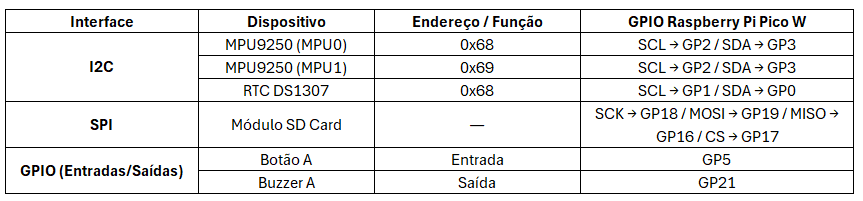 Interface Dispositivo Endereço / Função GPIO Raspberry Pi Pico W
I2C
MPU9250 (MPU0) 0x68 SCL → GP2 / SDA → GP3
MPU9250 (MPU1) 0x69 SCL → GP2 / SDA → GP3
RTC DS1307 0x68 SCL → GP1 / SDA → GP0
SPI Módulo SD Card — SCK → GP18 / MOSI → GP19 / MISO →
GP16 / CS → GP17
GPIO (Entradas/Saídas)
Botão A Entrada GP5
Buzzer A Saída GP21